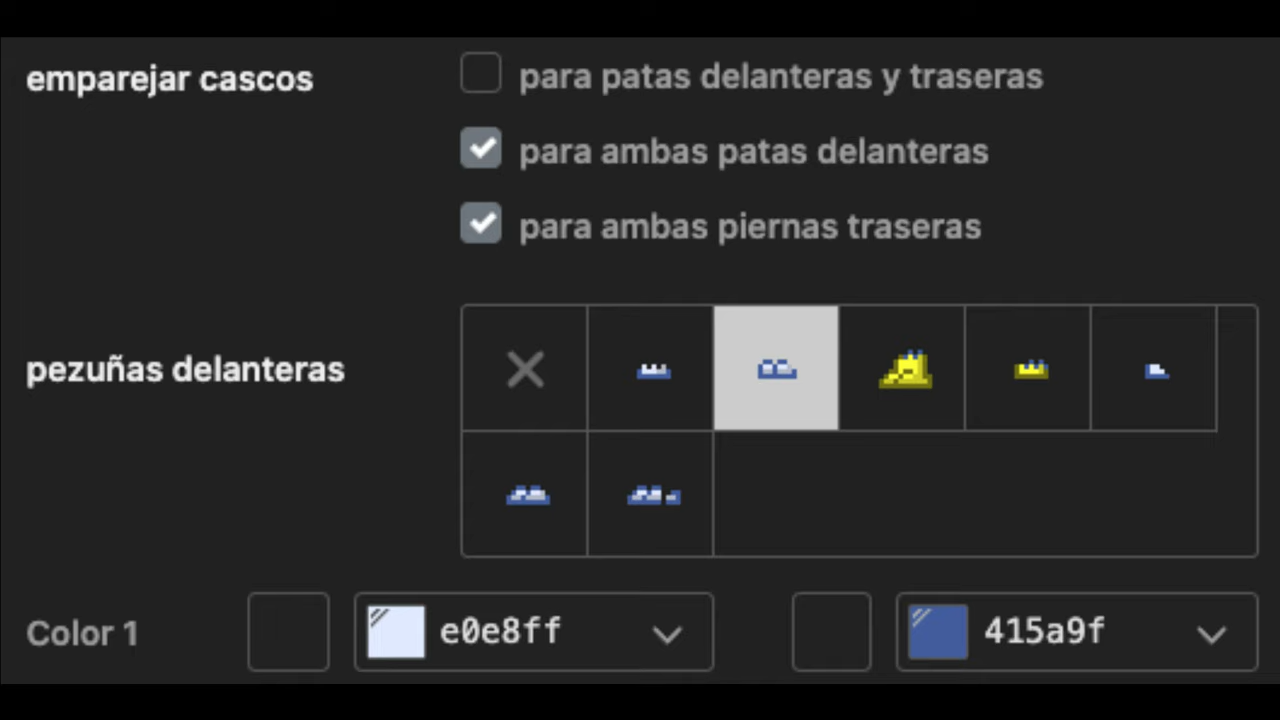 emparejar cascos
para patas delanteras y traseras
para ambas patas delanteras
para ambas piernas traseras
pezuñas delanteras
Color 1 e0e8ff 415a9f